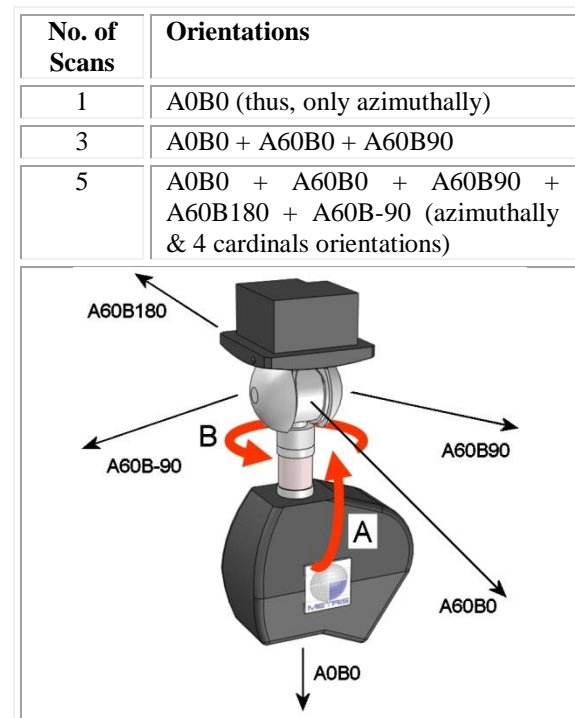 No. of Orientations
Scans
1 A0B0 (thus, only azimuthally)
3 A0B0 + A60B0 + A60B90
5 A0B0 + A60B0 + A60B90 +
A60B180 + A60B-90 (azimuthally
& 4 cardinals orientations)
A60B180
B
A60B-90
A60B90
A
METRIS
A60B0
A0B0